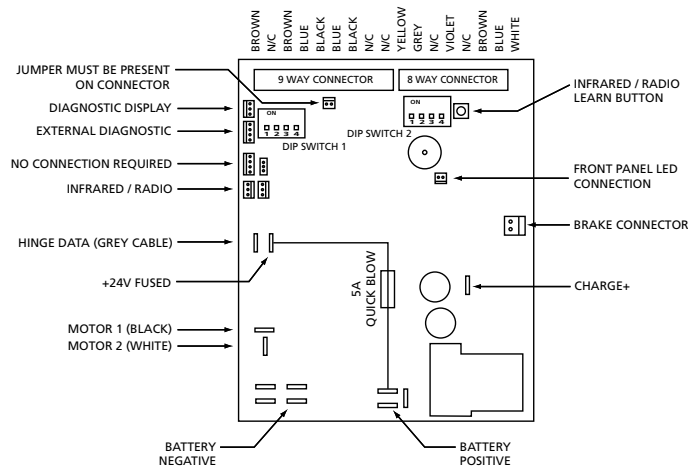 BROWN
N/C
BROWN
BLUE
BLACK
BLUE
BLACK
N/C
N/C
YELLOW
GREY
N/C
VIOLET
N/C
BROWN
BLUE
WHITE
9 WAY CONNECTOR
8 WAY CONNECTOR
JUMPER MUST BE PRESENT
ON CONNECTOR
DIAGNOSTIC DISPLAY
EXTERNAL DIAGNOSTIC
NO CONNECTION REQUIRED
INFRARED / RADIO
HINGE DATA (GREY CABLE)
+24V FUSED
MOTOR 1 (BLACK)
MOTOR 2 (WHITE)
BATTERY
NEGATIVE
ON
1 2 3 4
DIP SWITCH 1
ON
1 2 3 4
DIP SWITCH 2
5A
QUICK BLOW
INFRARED / RADIO
LEARN BUTTON
FRONT PANEL LED
CONNECTION
BRAKE CONNECTOR
CHARGE+
BATTERY
POSITIVE